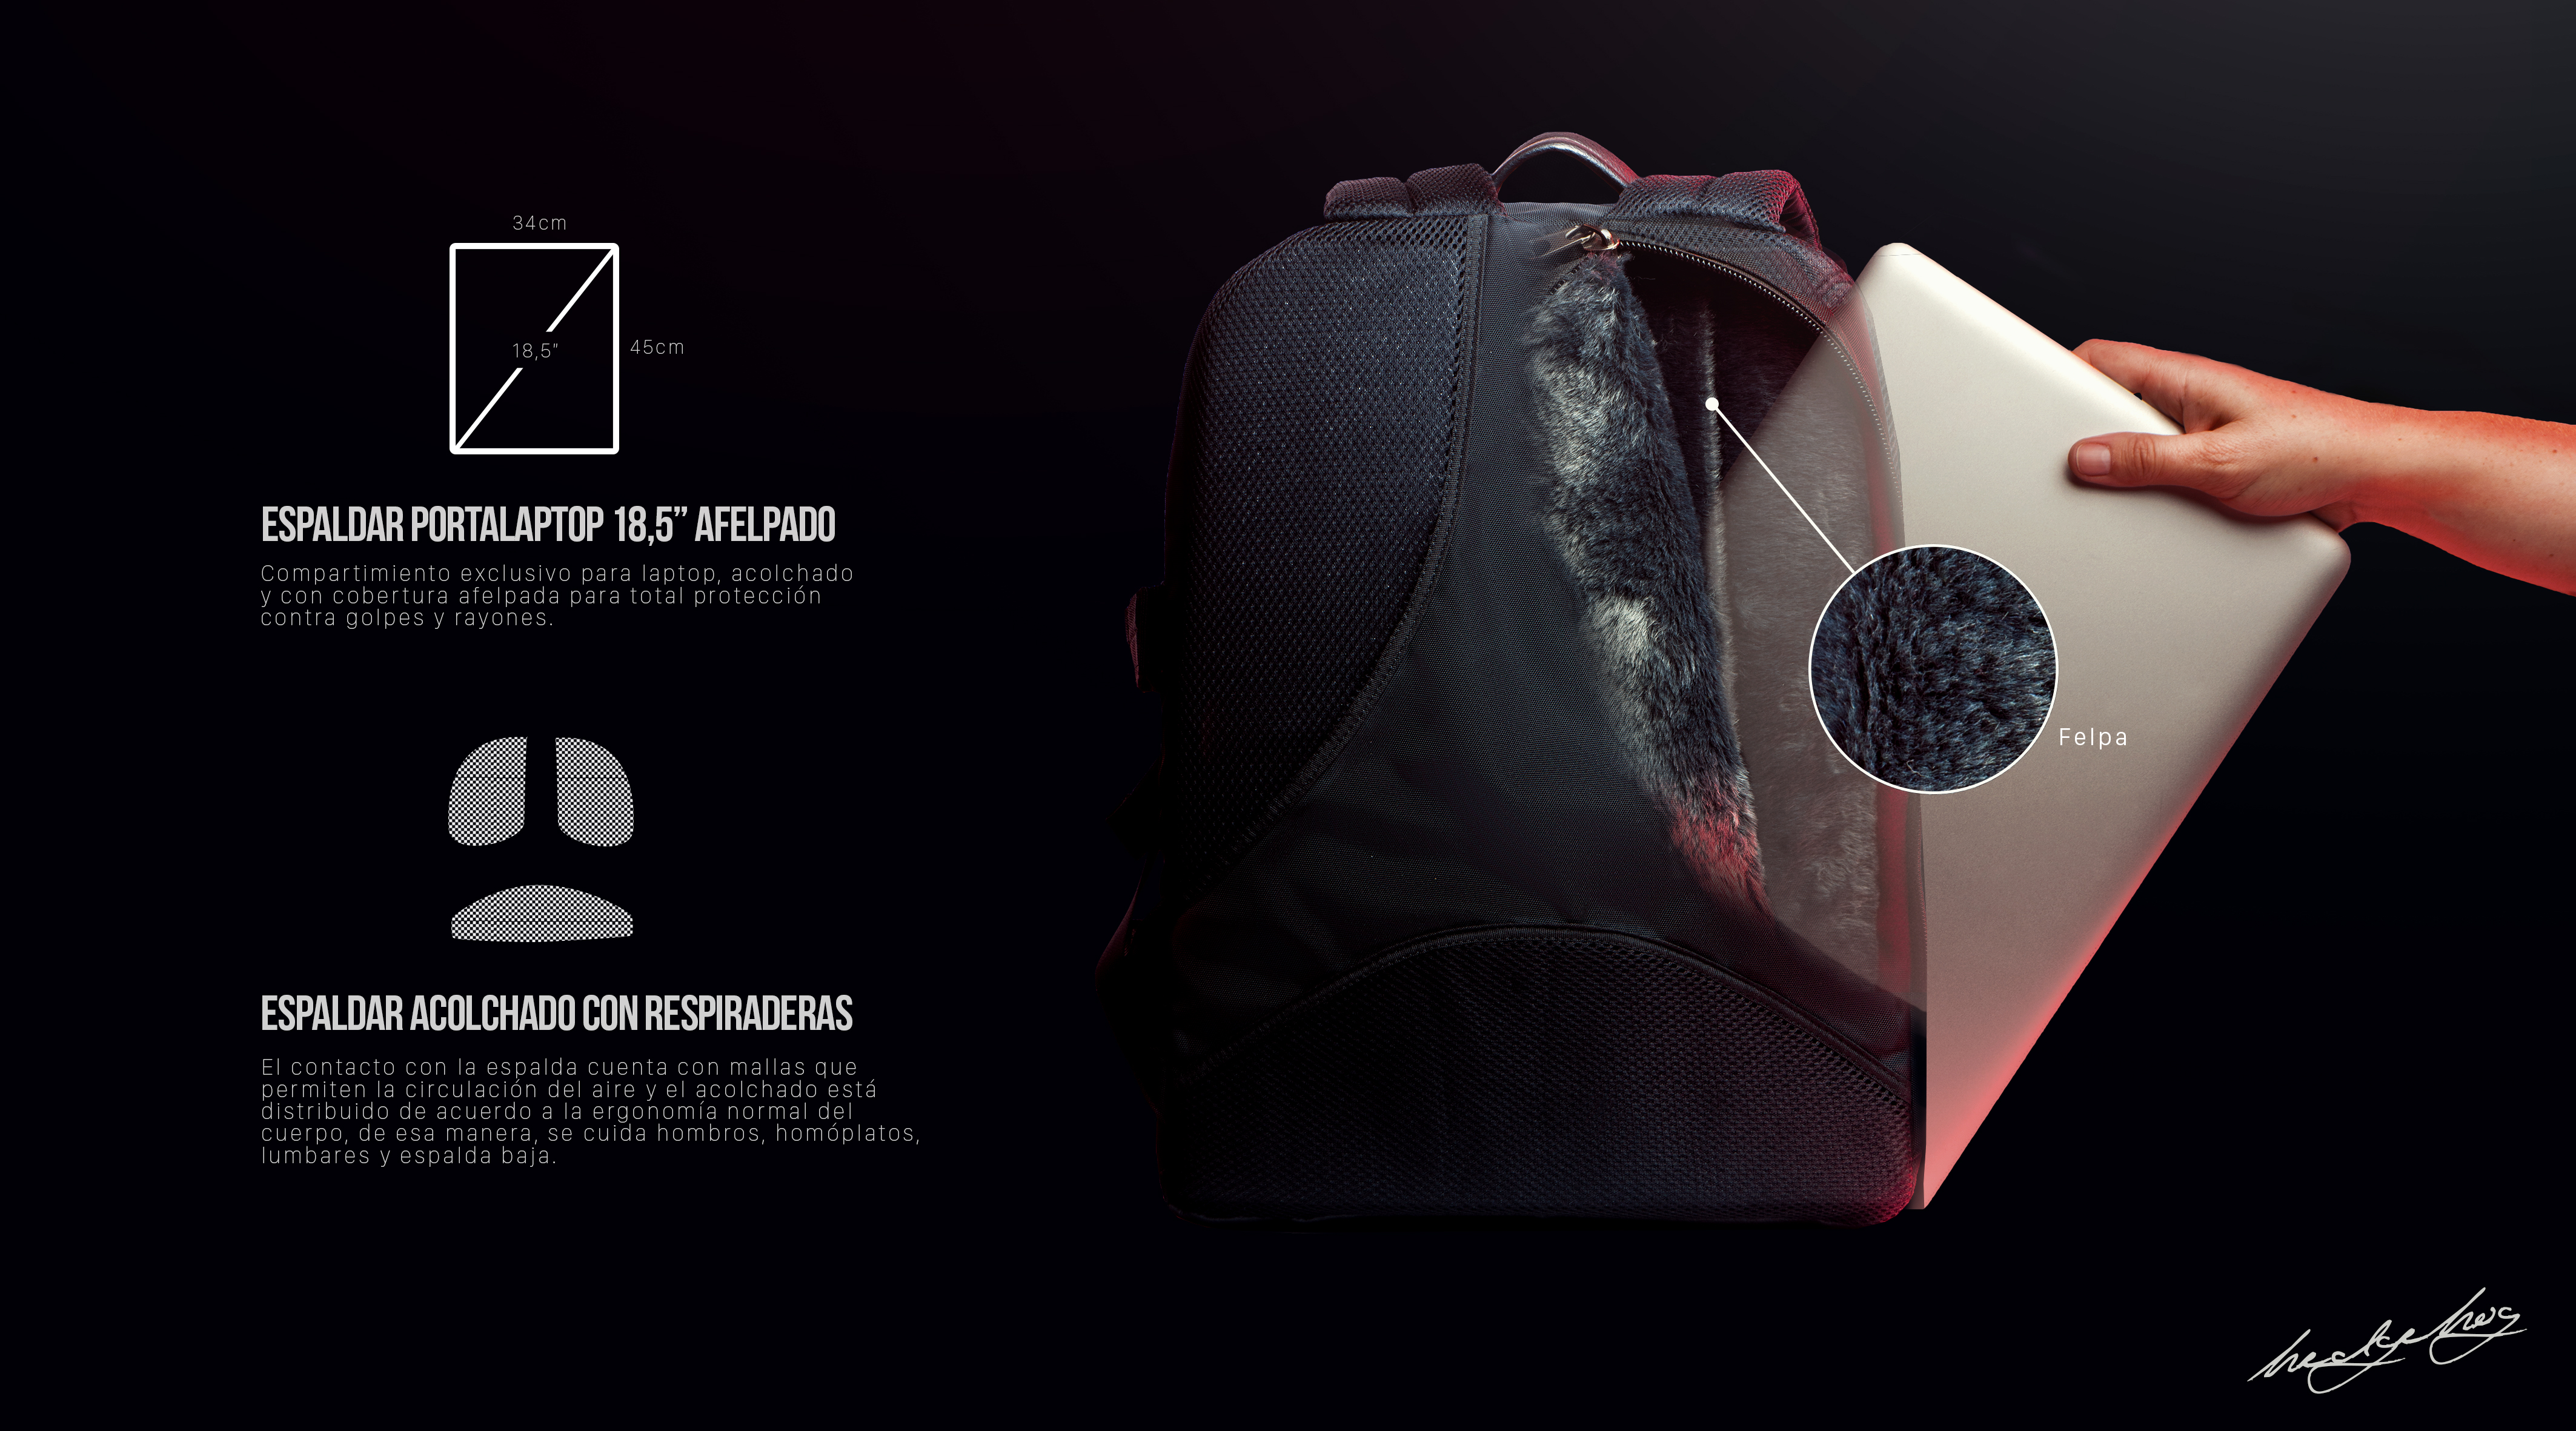 34cm
18,5"
45cm
ESPALDAR PORTALAPTOP 18,5” AFELPADO
Compartimiento exclusivo para laptop, acolchado
y con cobertura afelpada para total protección
contra golpes y rayones.
ESPALDAR ACOLCHADO CON RESPIRADERAS
El contacto con la espalda cuenta con mallas que
permiten la circulación del aire y el acolchado está
distribuido de acuerdo a la ergonomía normal del
cuerpo, de esa manera, se cuida hombros, homóplatos,
lumbares y espalda baja.
Felpa
hedgehog